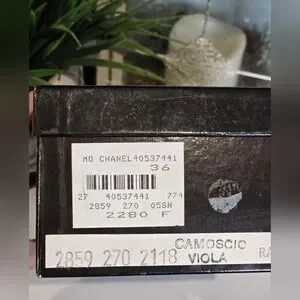 MO CHANEL40537441
36
27 40537441 774
2859 270 05SN
2280 F
2859 270 2118 CAMOSCIO VIOLA